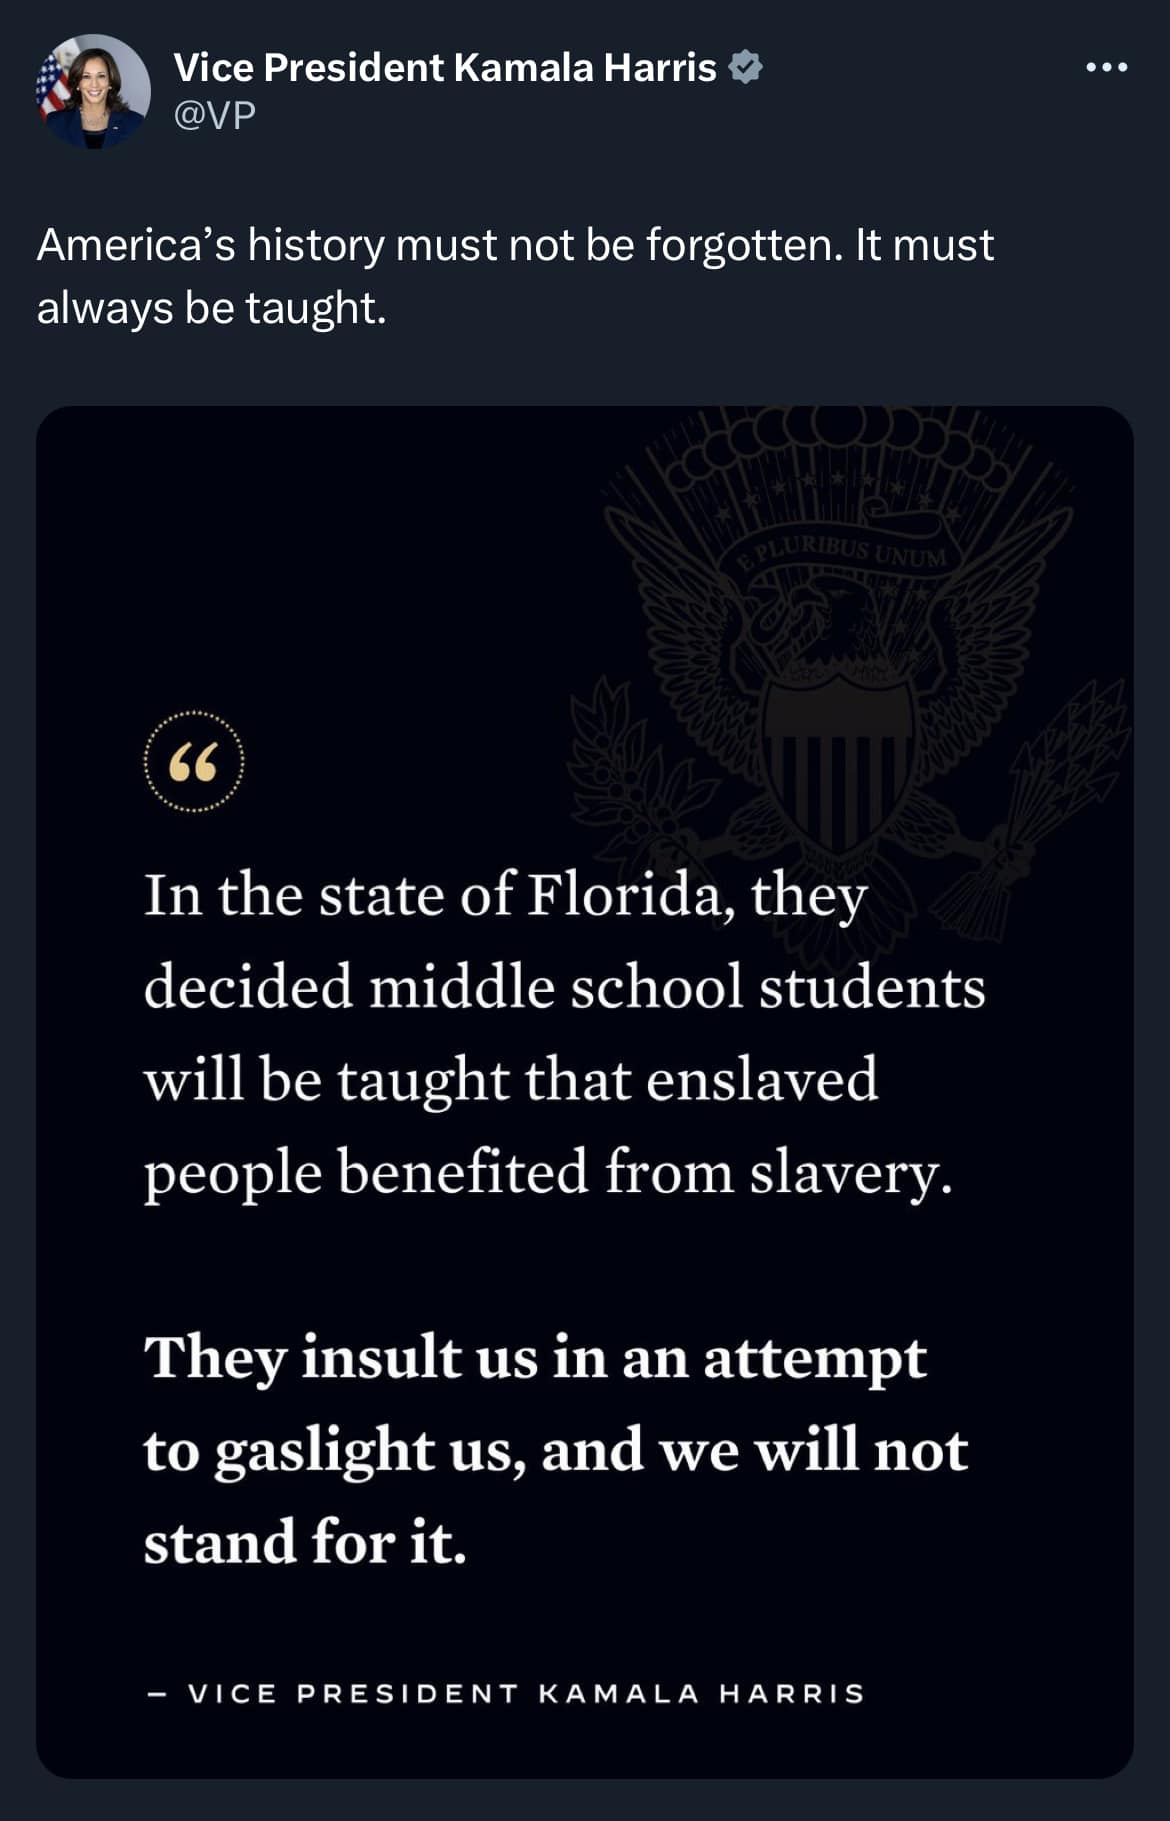 Vice President Kamala Harris
@VP
America’s history must not be forgotten. It must
always be taught.
E PLURIBUS UNUM
“
In the state of Florida, they
decided middle school students
will be taught that enslaved
people benefited from slavery.
They insult us in an attempt
to gaslight us, and we will not
stand for it.
– VICE PRESIDENT KAMALA HARRIS